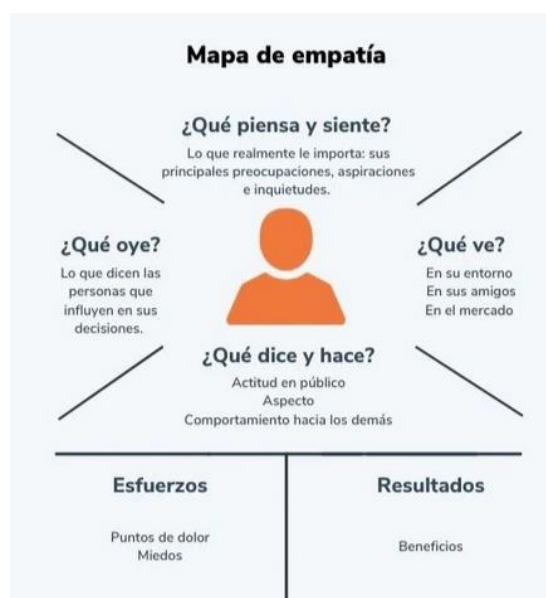 Mapa de empatía
¿Qué piensa y siente?
Lo que realmente le importa: sus
principales preocupaciones, aspiraciones
e inquietudes.
¿Qué oye?
Lo que dicen las
personas que
influyen en sus
decisiones.
¿Qué ve?
En su entorno
En sus amigos
En el mercado
¿Qué dice y hace?
Actitud en público
Aspecto
Comportamiento hacia los demás
Esfuerzos
Puntos de dolor
Miedos
Resultados
Beneficios